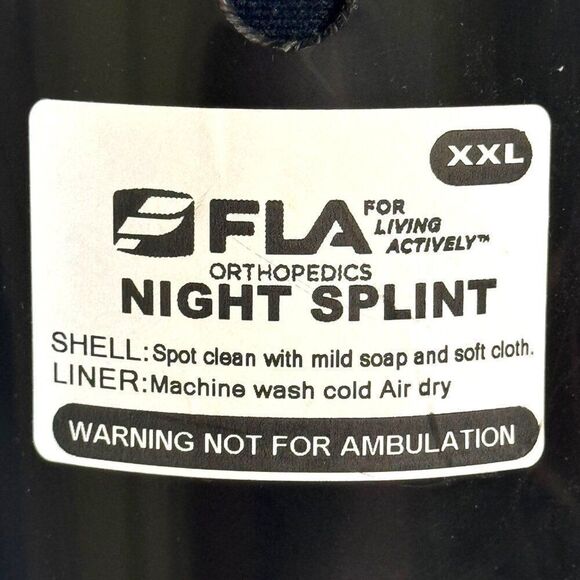 XXL
FLA FOR LIVING ACTIVELY™
ORTHOPEDICS
NIGHT SPLINT
SHELL: Spot clean with mild soap and soft cloth.
LINER: Machine wash cold Air dry
WARNING NOT FOR AMBULATION